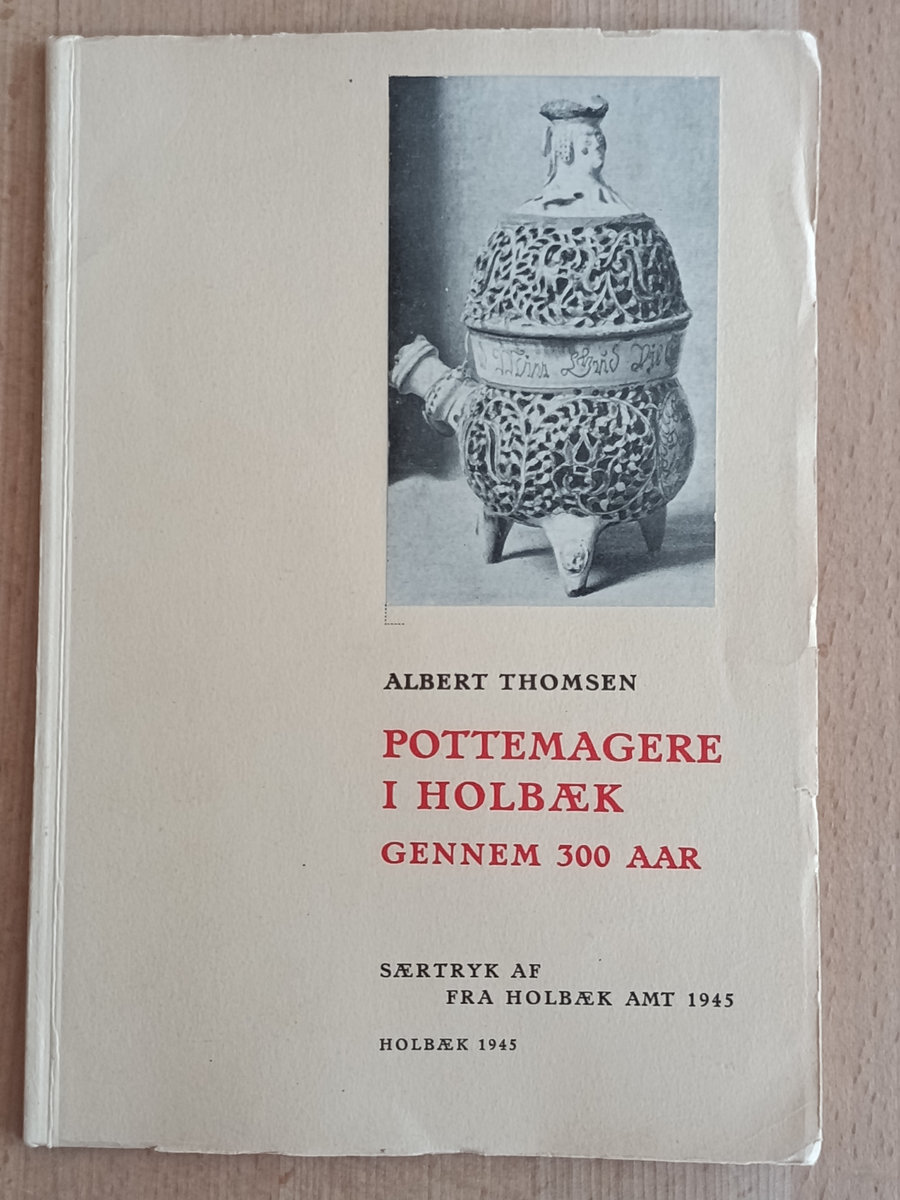 ALBERT THOMSEN
POTTEMAGERE
I HOLBÆK
GENNEM 300 AAR
SÆRTRYK AF
FRA HOLBÆK AMT 1945
HOLBÆK 1945